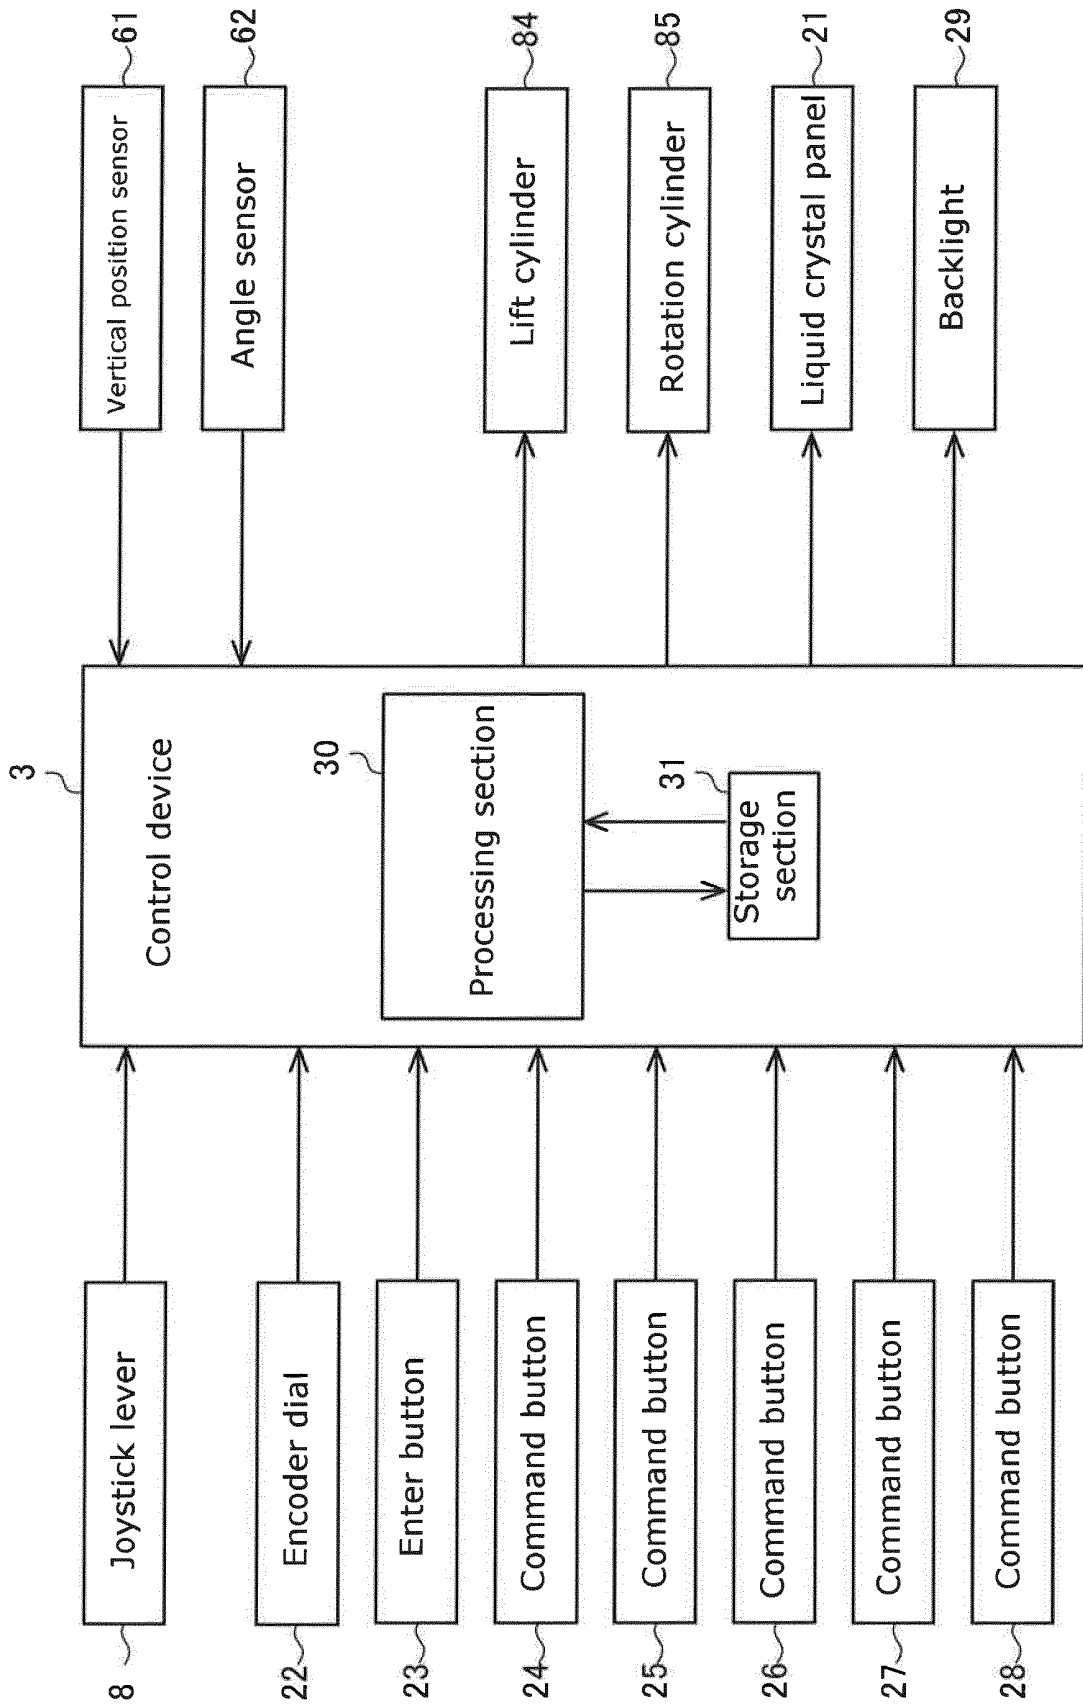 3
Control device
30
Processing section
31
Storage
section
8
Joystick lever
22
Encoder dial
23
Enter button
24
Command button
25
Command button
26
Command button
27
Command button
28
Command button
Vertical position sensor
61
Angle sensor
62
Lift cylinder
84
Rotation cylinder
85
Liquid crystal panel
21
Backlight
29